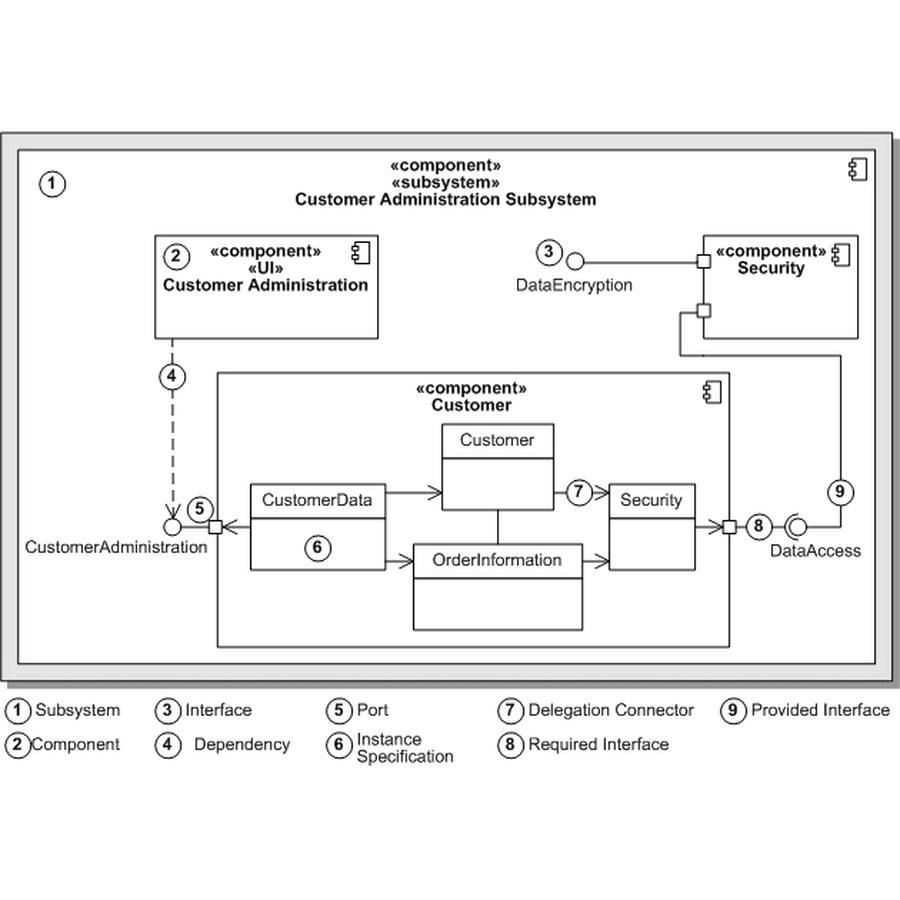 1
«component»
«subsystem»
Customer Administration Subsystem
2
«component»
«UI»
Customer Administration
3
DataEncryption
«component»
Security
4
«component»
Customer
Customer
CustomerData
7
Security
9
5
6
8
CustomerAdministration
OrderInformation
DataAccess
1 Subsystem
3 Interface
5 Port
7 Delegation Connector
9 Provided Interface
2 Component
4 Dependency
6 Instance
Specification
8 Required Interface